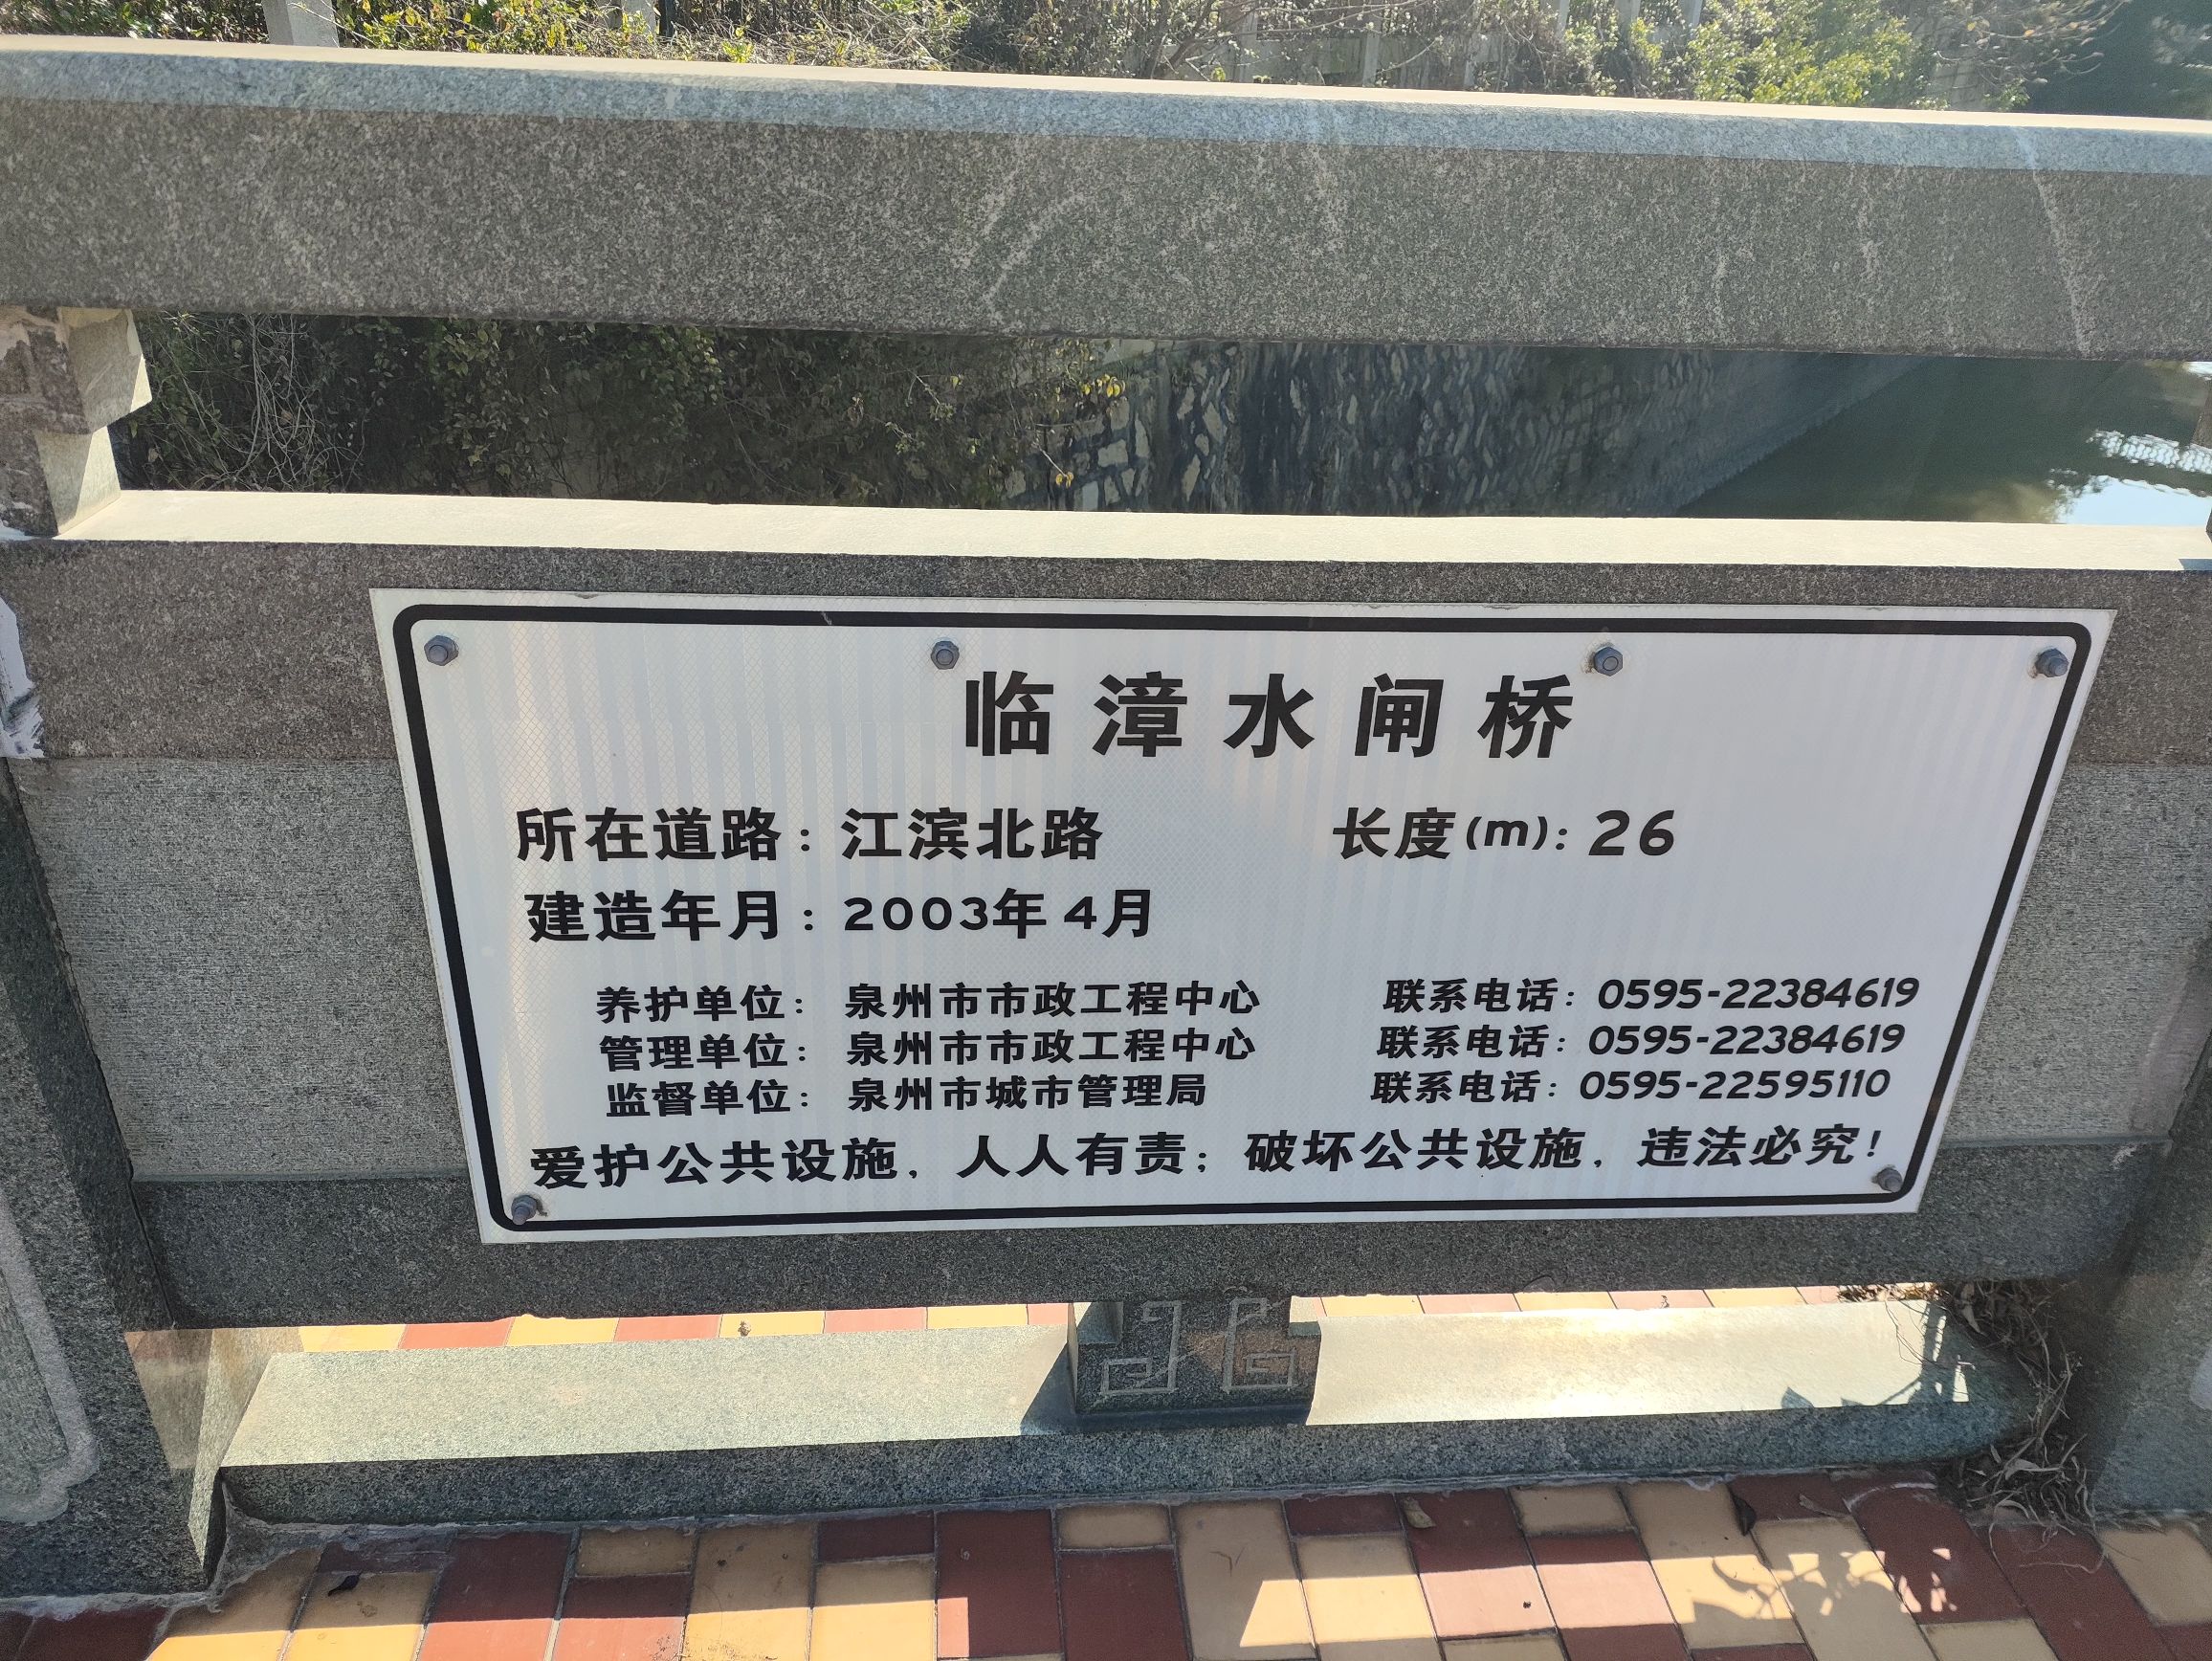 临漳水闸桥
所在道路：江滨北路 长度(m)：26
建造年月：2003年4月
养护单位：泉州市市政工程中心 联系电话：0595-22384619
管理单位：泉州市市政工程中心 联系电话：0595-22384619
监督单位：泉州市城市管理局 联系电话：0595-22595110
爱护公共设施，人人有责；破坏公共设施，违法必究！